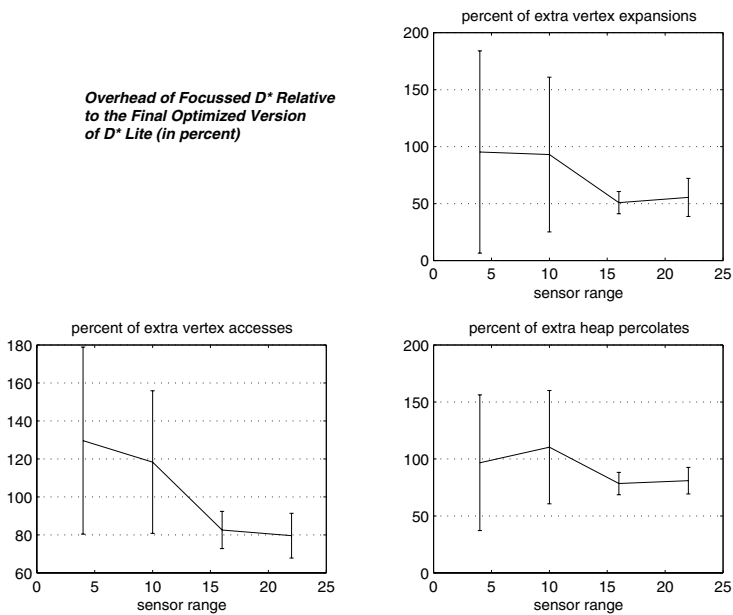 percent of extra vertex expansions
Overhead of Focussed D* Relative
to the Final Optimized Version
of D* Lite (in percent)
200
150
100
50
0
0 5 10 15 20 25
sensor range
percent of extra vertex accesses
180
160
140
120
100
80
60
0 5 10 15 20 25
sensor range
percent of extra heap percolates
200
150
100
50
0
0 5 10 15 20 25
sensor range